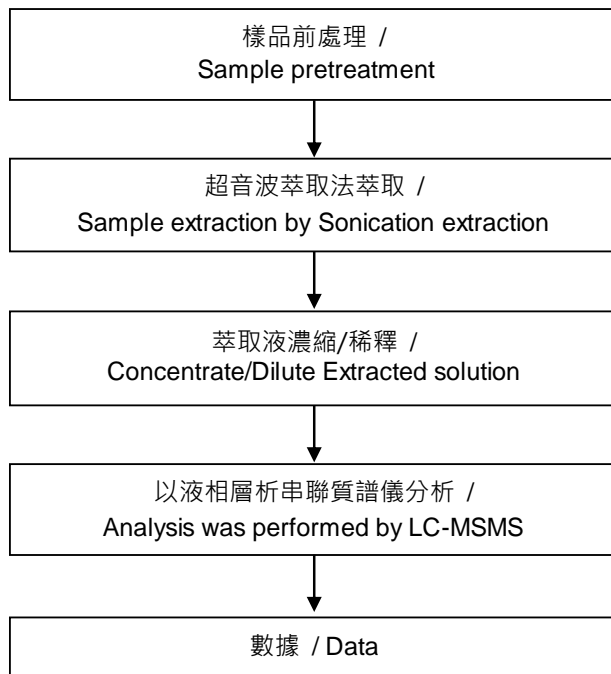 樣品前處理 /
Sample pretreatment
超音波萃取法萃取 /
Sample extraction by Sonication extraction
萃取液濃縮/稀釋 /
Concentrate/Dilute Extracted solution
以液相層析串聯質譜儀分析 /
Analysis was performed by LC-MSMS
數據 / Data